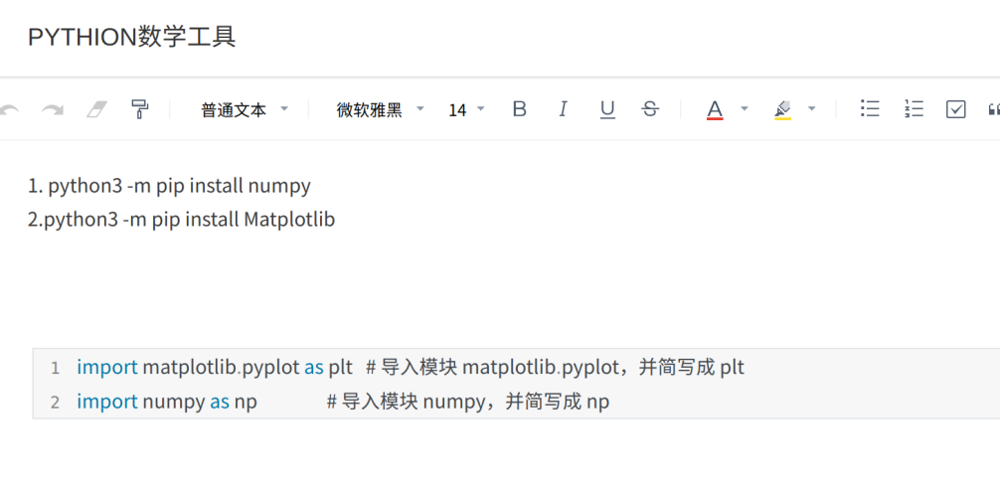 PYTHION数学工具
普通文本 微软雅黑 14 B I U S A
1. python3 -m pip install numpy
2.python3 -m pip install Matplotlib
1 import matplotlib.pyplot as plt # 导入模块 matplotlib.pyplot，并简写成 plt
2 import numpy as np # 导入模块 numpy，并简写成 np